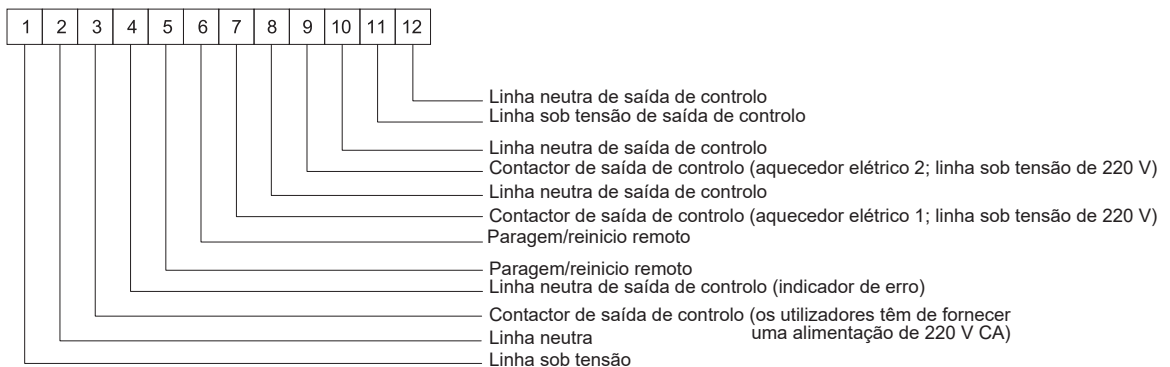 1 2 3 4 5 6 7 8 9 10 11 12
Linha neutra de saída de controlo
Linha sob tensão de saída de controlo
Linha neutra de saída de controlo
Contactor de saída de controlo (aquecedor elétrico 2; linha sob tensão de 220 V)
Linha neutra de saída de controlo
Contactor de saída de controlo (aquecedor elétrico 1; linha sob tensão de 220 V)
Paragem/reinicio remoto
Paragem/reinicio remoto
Linha neutra de saída de controlo (indicador de erro)
Contactor de saída de controlo (os utilizadores têm de fornecer
uma alimentação de 220 V CA)
Linha neutra
Linha sob tensão